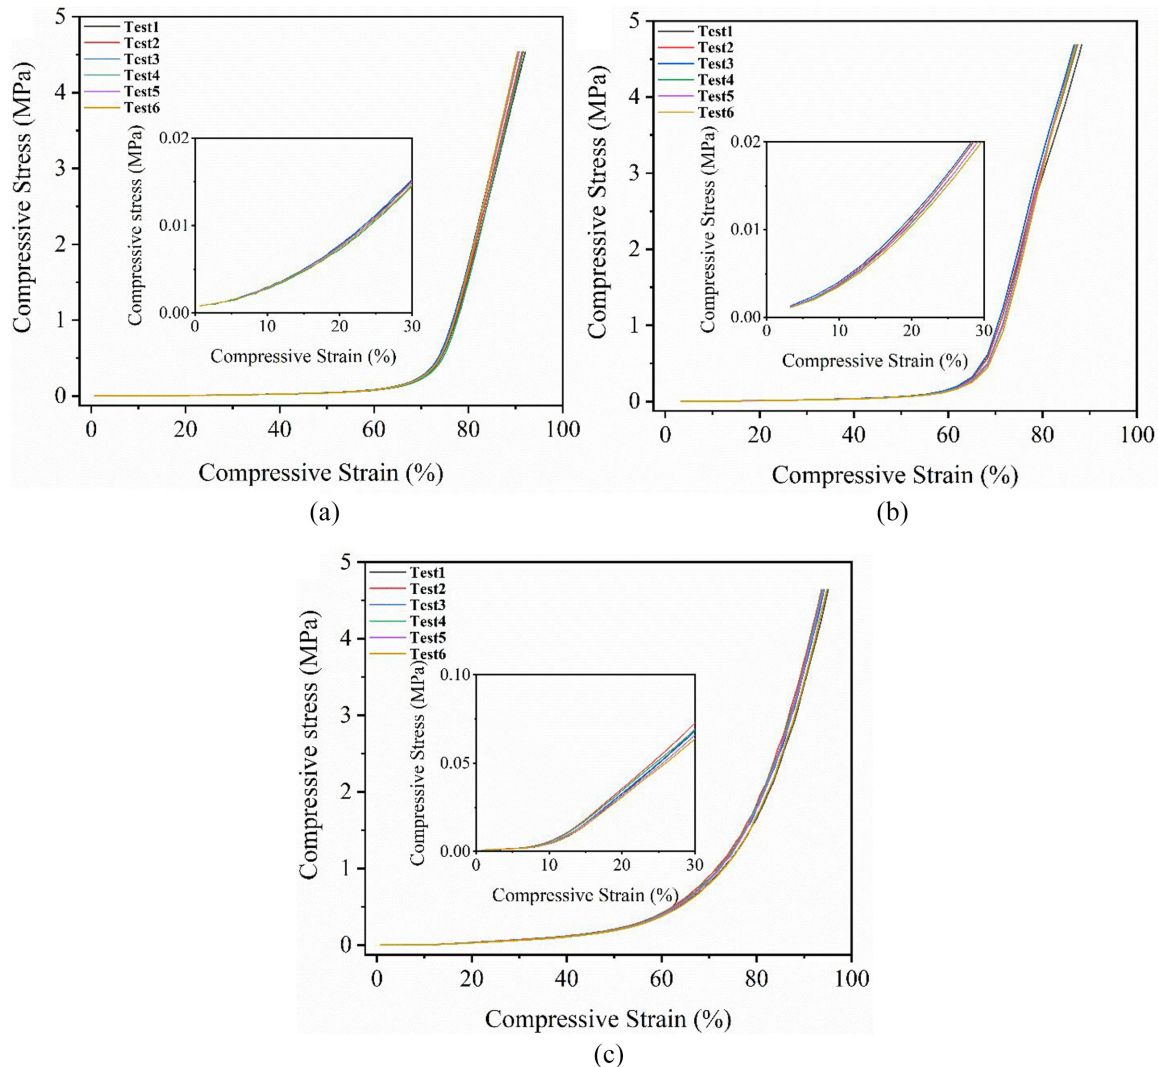 Test1
Tcst2
Tcst3
Test4
Test5
Test6
Compressive Stress (MPa)
5
4
3
2
1
0
0 20 40 60 80 100
Compressive Strain (%)
Compressive stress (MPa)
0.02
0.01
0.00
0 10 20 30
Compressive Strain (%)
(a)
Tcst1
Test2
Test3
Test4
Test5
Test6
Compressive Stress (MPa)
5
4
3
2
1
0
0 20 40 60 80 100
Compressive Strain (%)
Compressive Stress (MPa)
0.02
0.01
0.00
0 10 20 30
Compressive Strain (%)
(b)
Test1
Test2
Tcst3
Test4
Test5
Test6
Compressive stress (MPa)
5
4
3
2
1
0
0 20 40 60 80 100
Compressive Strain (%)
Compressive Stress (MPa)
0.10
0.05
0.00
0 10 20 30
Compressive Strain (%)
(c)